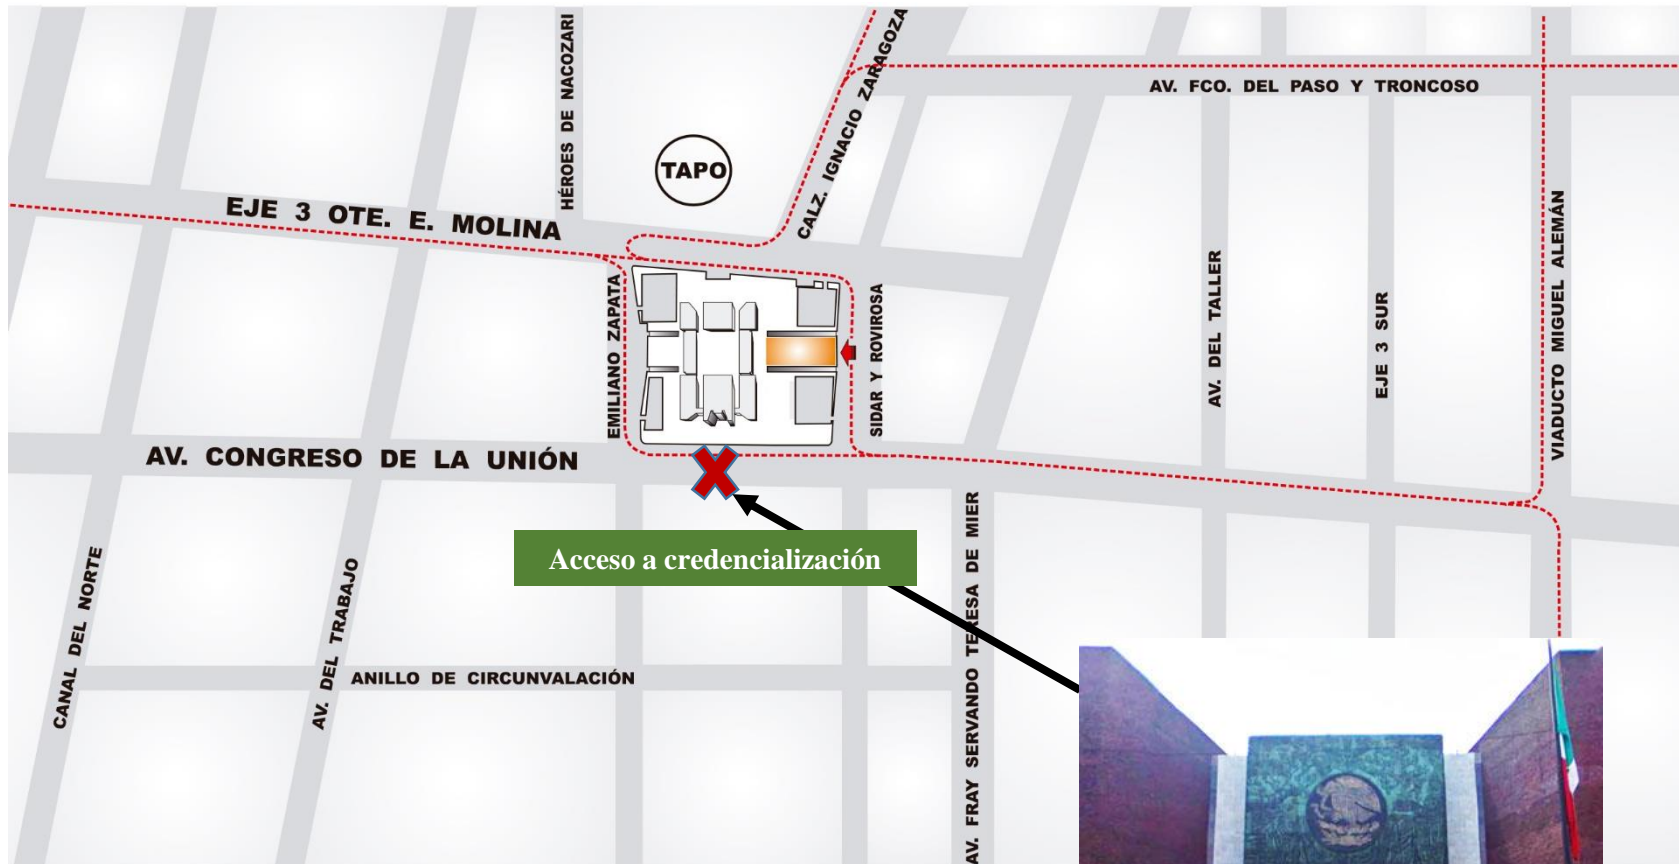 HÉROES DE NACOZARI
CALZ. IGNACIO ZARAGOZA
AV. FCO. DEL PASO Y TRONCOSO
TAPO
EJE 3 OTE. E. MOLINA
EMILIANO ZAPATA
SIDAR Y ROVIROSA
AV. DEL TALLER
EJE 3 SUR
VIADUCTO MIGUEL ALEMÁN
AV. CONGRESO DE LA UNIÓN
Acceso a credencialización
CANAL DEL NORTE
AV. DEL TRABAJO
ANILLO DE CIRCUNVALACIÓN
AV. FRAY SERVANDO TERESA DE MIER